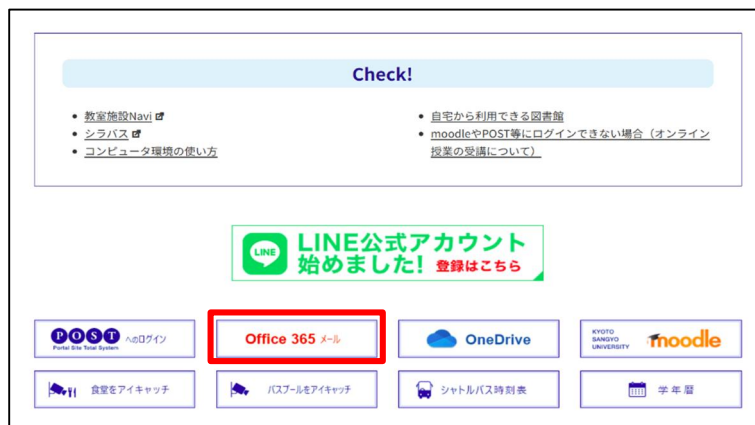 Check!
教室施設Navi
シラバス
コンピュータ環境の使い方
自宅から利用できる図書館
moodleやPOST等にログインできない場合（オンライン
授業の受講について）
LINE
LINE公式アカウント
始めました! 登録はこちら
POST へのログイン
Portal Site Total System
Office 365 メール
OneDrive
KYOTO
SANGYO
UNIVERSITY
moodle
食堂をアイキャッチ
バスプールをアイキャッチ
シャトルバス時刻表
学年暦